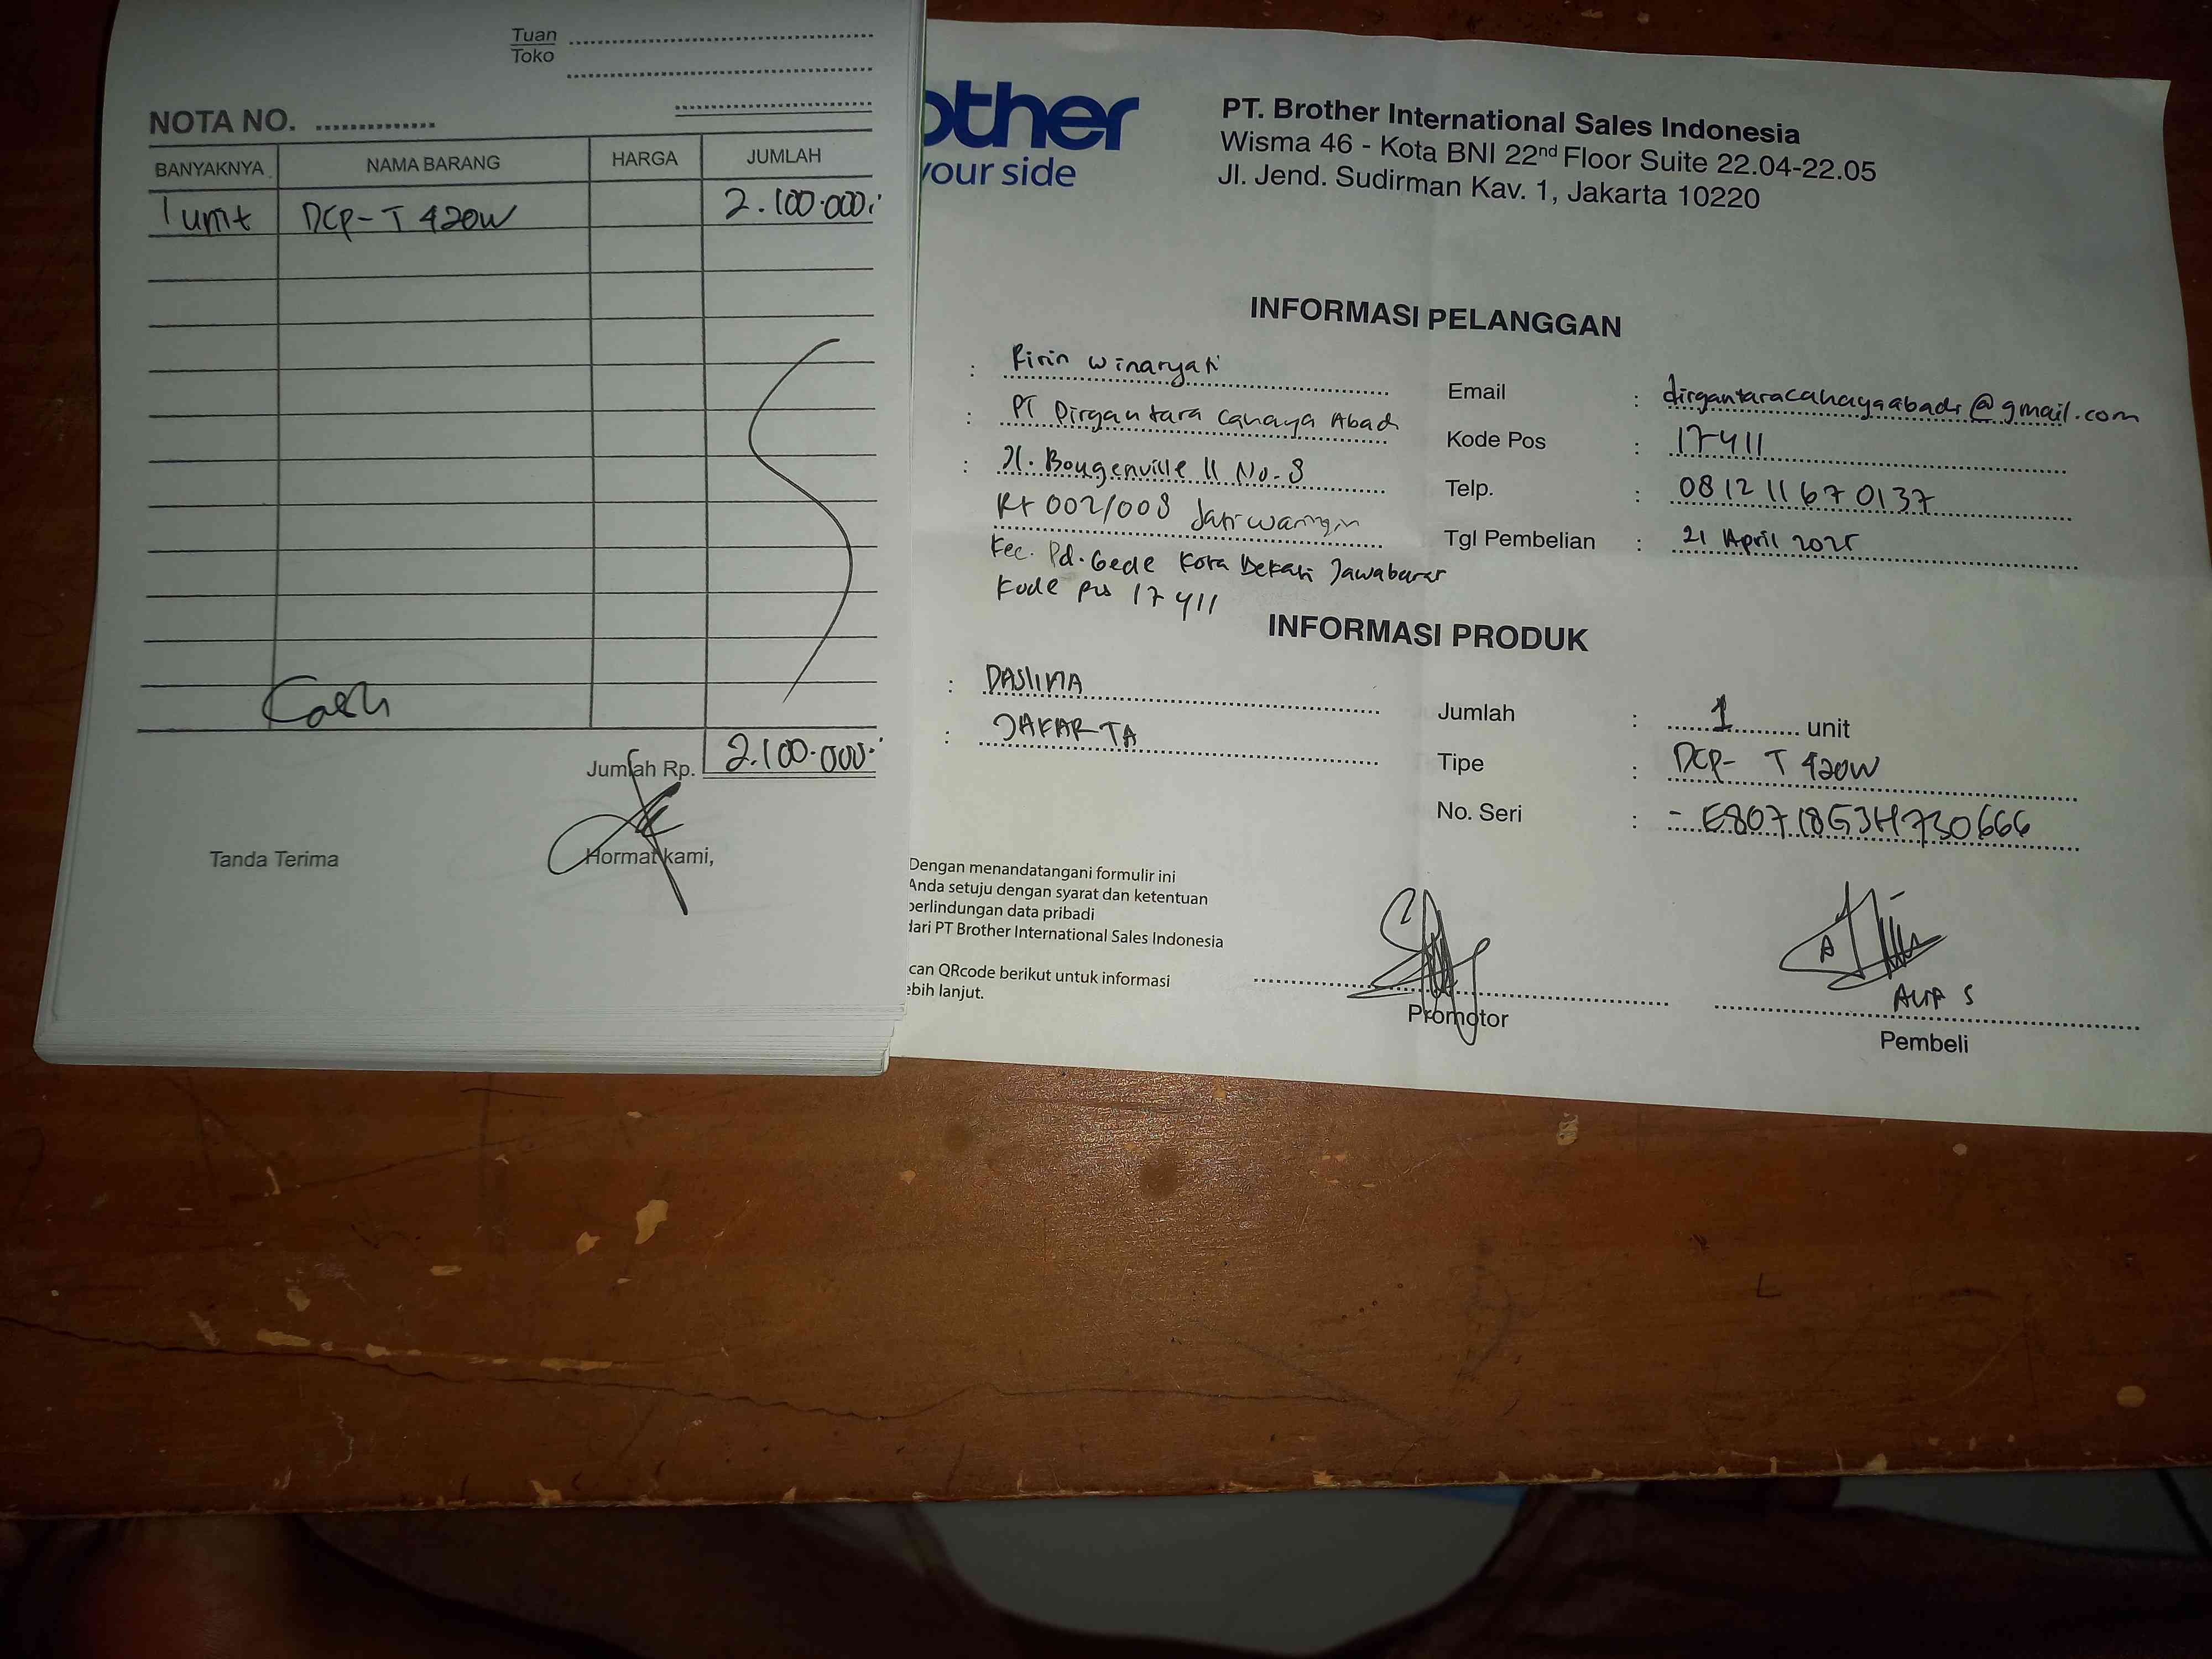 Tuan
Toko
NOTA NO. ..............
BANYAKNYA NAMA BARANG HARGA JUMLAH
1 unit DCP-T 420W 2.100.000,-
Cash
Jumlah Rp. 2.100.000,-
Tanda Terima Hormat kami,
other
your side
PT. Brother International Sales Indonesia
Wisma 46 - Kota BNI 22nd Floor Suite 22.04-22.05
Jl. Jend. Sudirman Kav. 1, Jakarta 10220
INFORMASI PELANGGAN
: Ririn Winaryati
: PT Dirgantara Cahaya Abadi
: Jl. Bougenville II No. 8
Rt 002/008 Jatiwaringin
Kec. Pd. Gede Kota Bekasi Jawabarat
Kode pos 17411
Email : dirgantaracahayaabadi@gmail.com
Kode Pos : 17411
Telp. : 081211670137
Tgl Pembelian : 21 April 2025
INFORMASI PRODUK
:
: JAKARTA
Jumlah : 1 unit
Tipe : DCP- T 420W
No. Seri : - E80718G3H730666
Dengan menandatangani formulir ini
Anda setuju dengan syarat dan ketentuan
perlindungan data pribadi
dari PT Brother International Sales Indonesia
can QRcode berikut untuk informasi
ebih lanjut.
Promotor
Pembeli